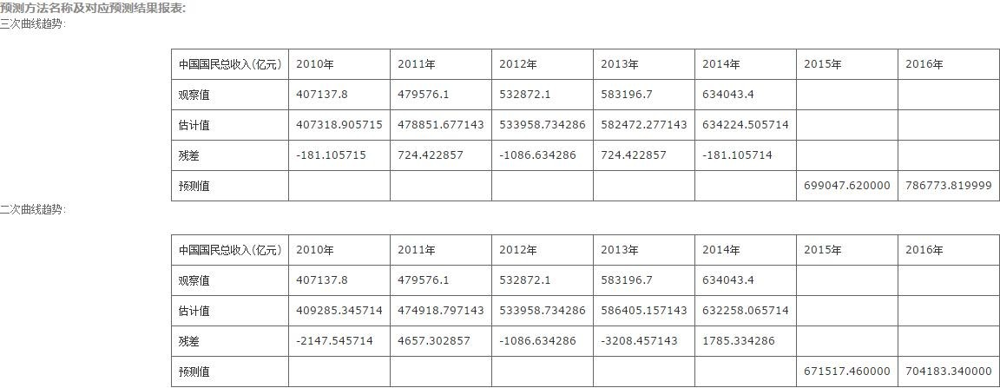 预测方法名称及对应预测结果报表:
三次曲线趋势:
中国国民总收入(亿元) 2010年 2011年 2012年 2013年 2014年 2015年 2016年
观察值 407137.8 479576.1 532872.1 583196.7 634043.4
估计值 407318.905715 478851.677143 533958.734286 582472.277143 634224.505714
残差 -181.105715 724.422857 -1086.634286 724.422857 -181.105714
预测值 699047.620000 786773.819999
二次曲线趋势:
中国国民总收入(亿元) 2010年 2011年 2012年 2013年 2014年 2015年 2016年
观察值 407137.8 479576.1 532872.1 583196.7 634043.4
估计值 409285.345714 474918.797143 533958.734286 586405.157143 632258.065714
残差 -2147.545714 4657.302857 -1086.634286 -3208.457143 1785.334286
预测值 671517.460000 704183.340000